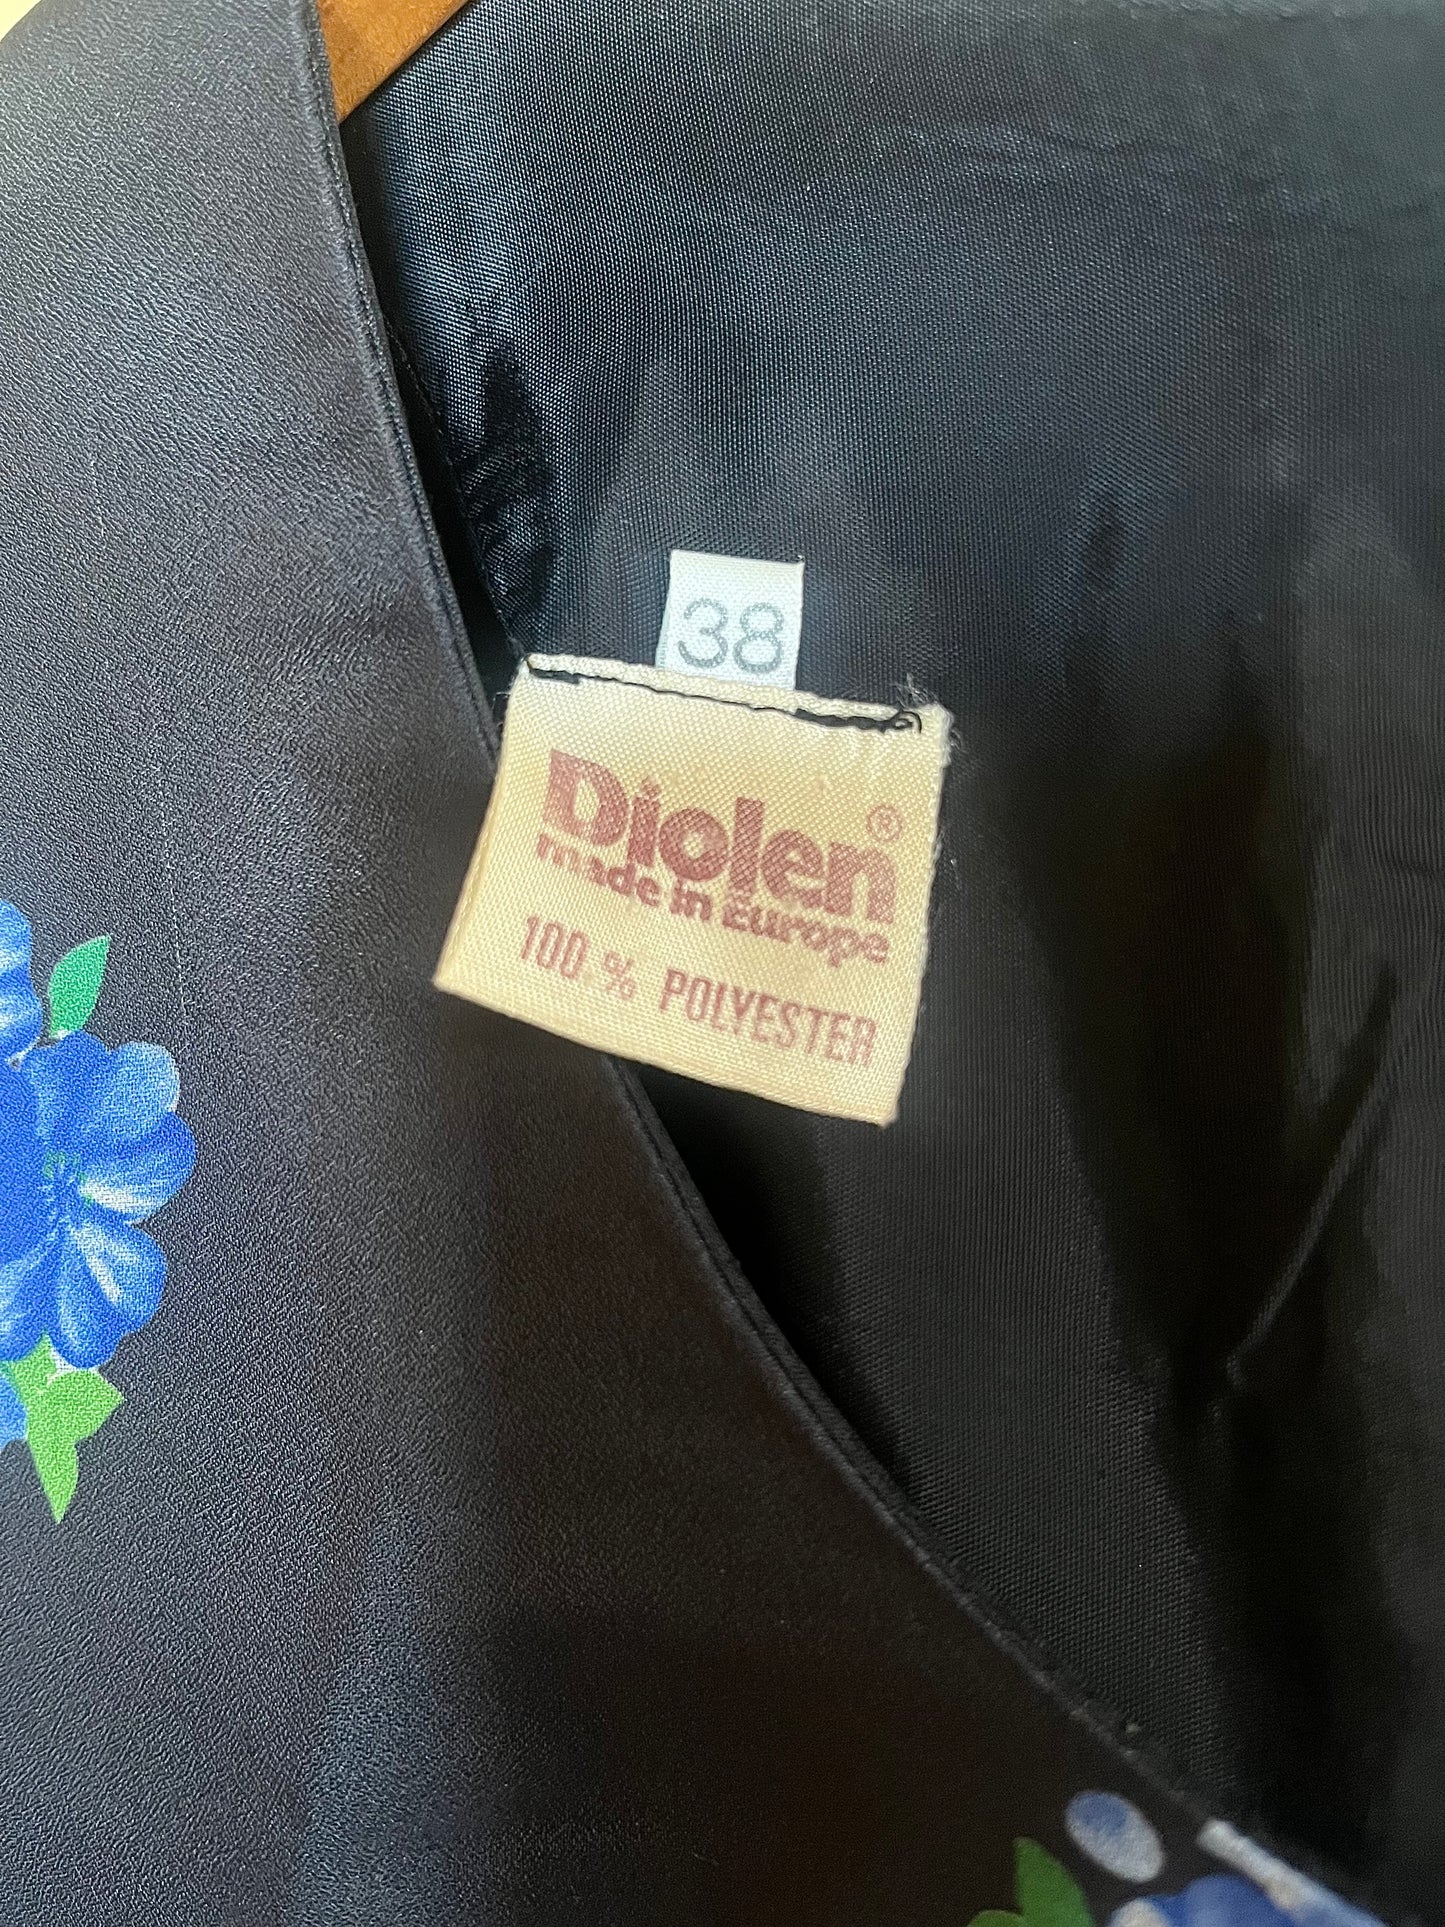 38
Diolen ®
made in Europe
100 % POLYESTER